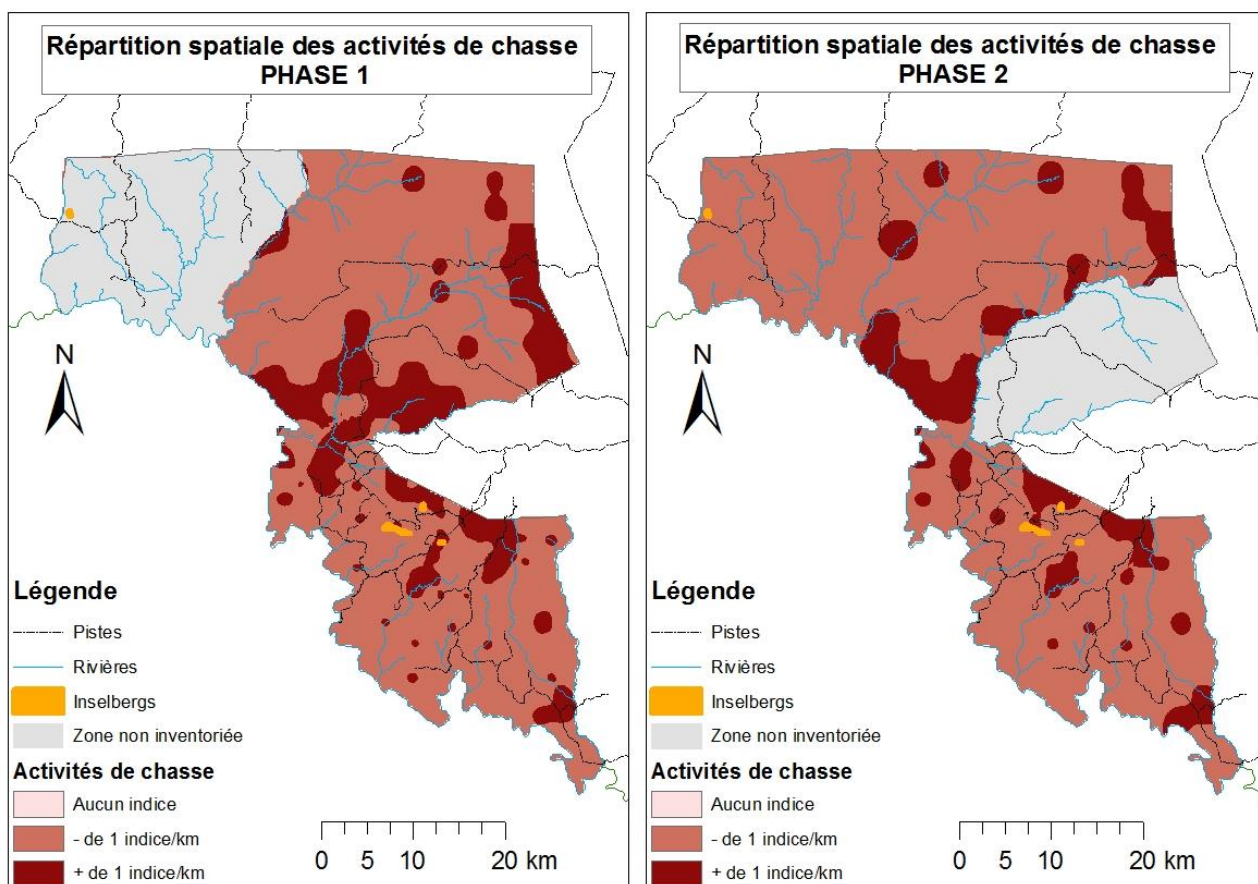 Répartition spatiale des activités de chasse
PHASE 1
N
Légende
Pistes
Rivières
Inselbergs
Zone non inventoriée
Activités de chasse
Aucun indice
- de 1 indice/km
+ de 1 indice/km
0 5 10 20 km
Répartition spatiale des activités de chasse
PHASE 2
N
Légende
Pistes
Rivières
Inselbergs
Zone non inventoriée
Activités de chasse
Aucun indice
- de 1 indice/km
+ de 1 indice/km
0 5 10 20 km